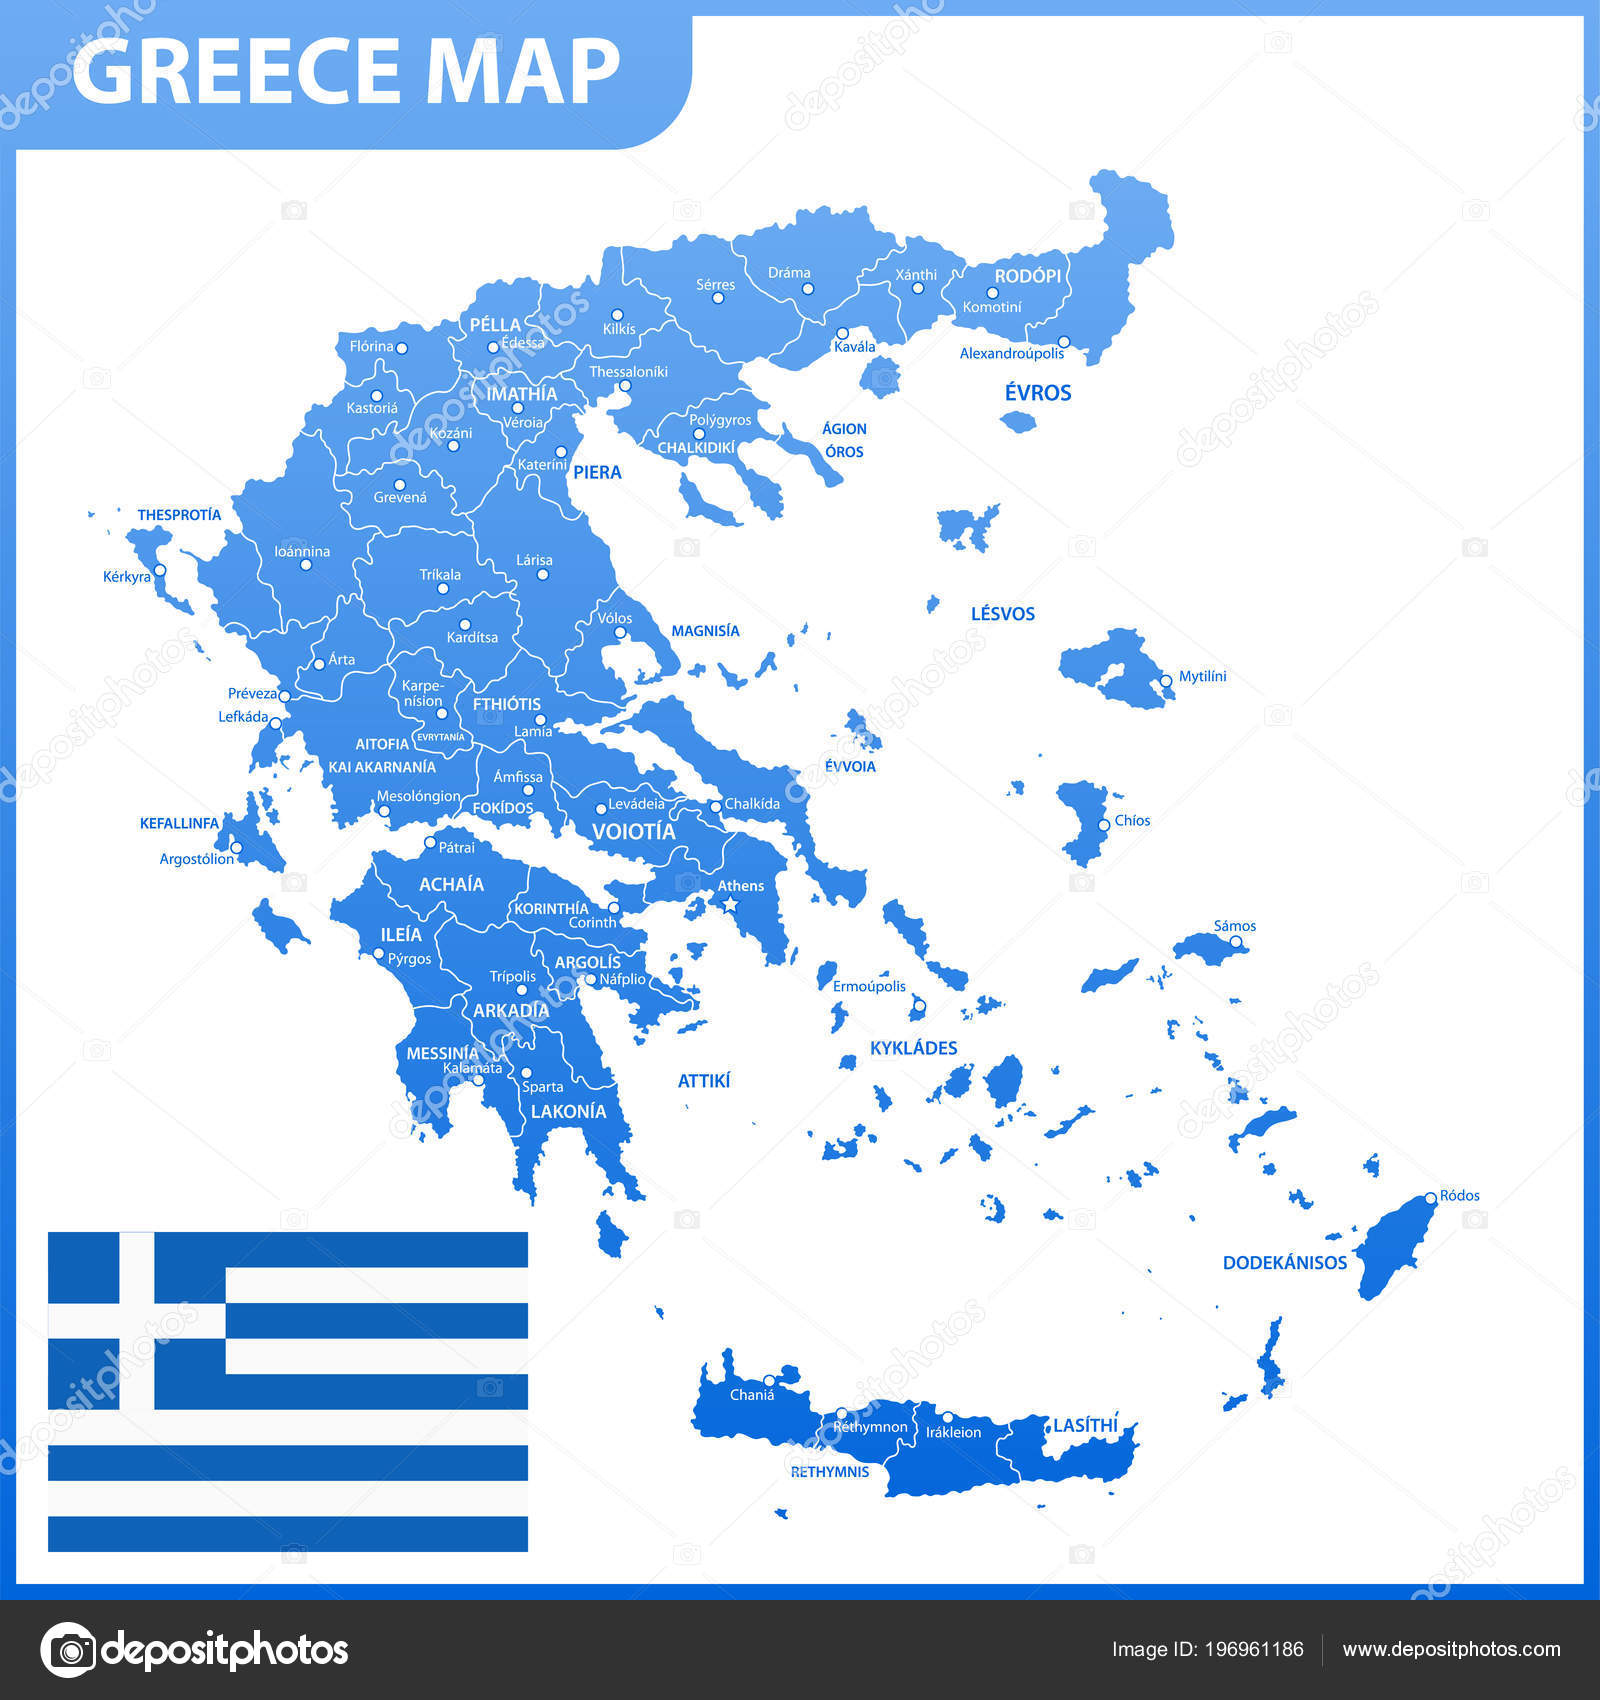 GREECE MAP
Dráma
Xánthi
RODÓPI
Sérres
Komotiní
PÉLLA
Kilkís
Édessa
Flórina
Kavála
Alexandroúpolis
Thessaloníki
ÉVROS
IMATHÍA
Kastoriá
Véroia
Polýgyros
ÁGION
ÓROS
Kozáni
CHALKIDIKÍ
Kateríni
PIERA
Grevená
THESPROTÍA
Ioánnina
Lárisa
Kérkyra
Tríkala
LÉSVOS
Vólos
MAGNISÍA
Kardítsa
Árta
Mytilíni
Karpe-
nísion
Préveza
FTHIÓTIS
Lefkáda
Lamía
EVRYTANÍA
AITOFIA
KAI AKARNANÍA
ÉVVOIA
Ámfissa
Mesolóngion
FOKÍDOS
Levádeia
Chalkída
KEFALLINFA
VOIOTÍA
Chíos
Argostólion
Pátrai
ACHAÍA
Athens
KORINTHÍA
Corinth
Sámos
ILEÍA
Pýrgos
ARGOLÍS
Trípolis
Náfplio
Ermoúpolis
ARKADÍA
KYKLÁDES
MESSINÍA
Kalamáta
ATTIKÍ
Sparta
LAKONÍA
Ródos
DODEKÁNISOS
Chaniá
Réthymnon
Irákleion
LASÍTHÍ
RETHYMNIS
depositphotos
Image ID: 196961186
www.depositphotos.com